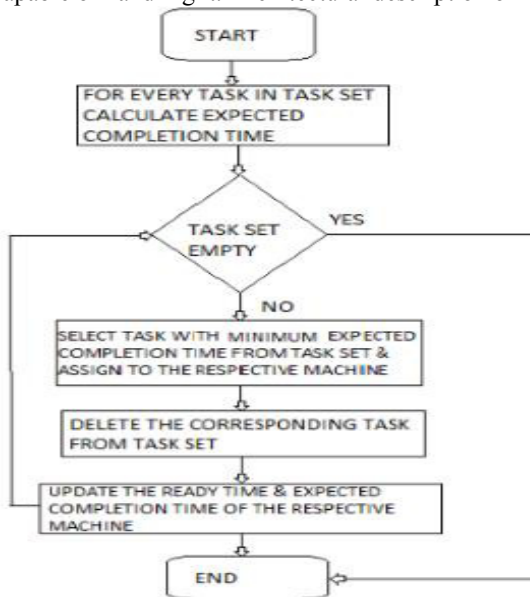 START
FOR EVERY TASK IN TASK SET
CALCULATE EXPECTED
COMPLETION TIME
TASK SET
EMPTY
YES
NO
SELECT TASK WITH MINIMUM EXPECTED
COMPLETION TIME FROM TASK SET &
ASSIGN TO THE RESPECTIVE MACHINE
DELETE THE CORRESPONDING TASK
FROM TASK SET
UPDATE THE READY TIME & EXPECTED
COMPLETION TIME OF THE RESPECTIVE
MACHINE
END